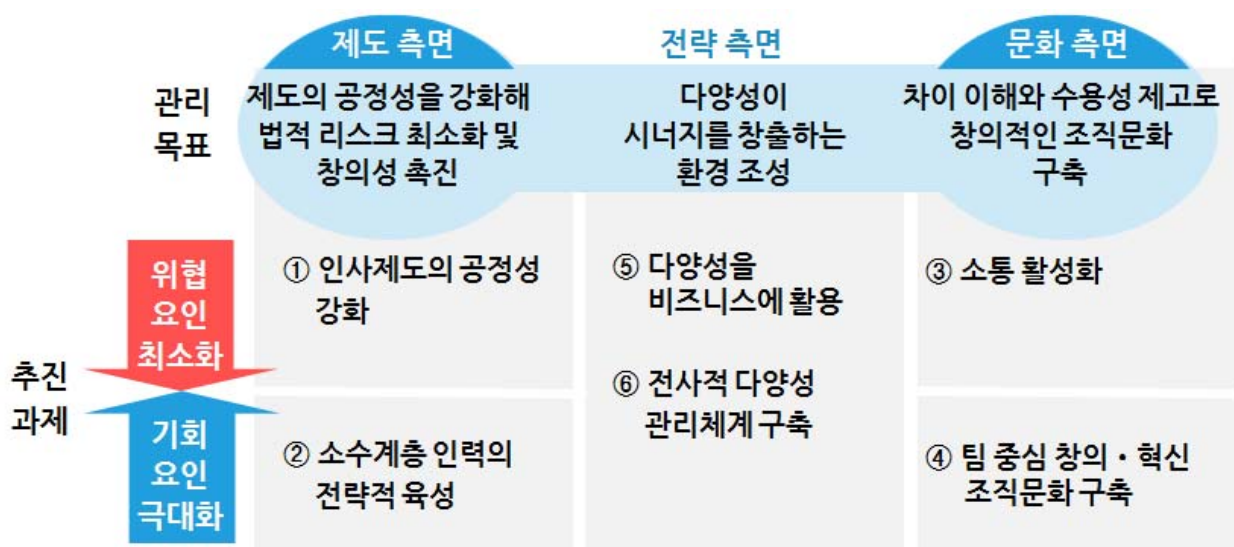 제도 측면
전략 측면
문화 측면
관리
목표
제도의 공정성을 강화해
법적 리스크 최소화 및
창의성 촉진
다양성이
시너지를 창출하는
환경 조성
차이 이해와 수용성 제고로
창의적인 조직문화
구축
추진
과제
위협
요인
최소화
기회
요인
극대화
① 인사제도의 공정성
강화
② 소수계층 인력의
전략적 육성
⑤ 다양성을
비즈니스에 활용
⑥ 전사적 다양성
관리체계 구축
③ 소통 활성화
④ 팀 중심 창의・혁신
조직문화 구축